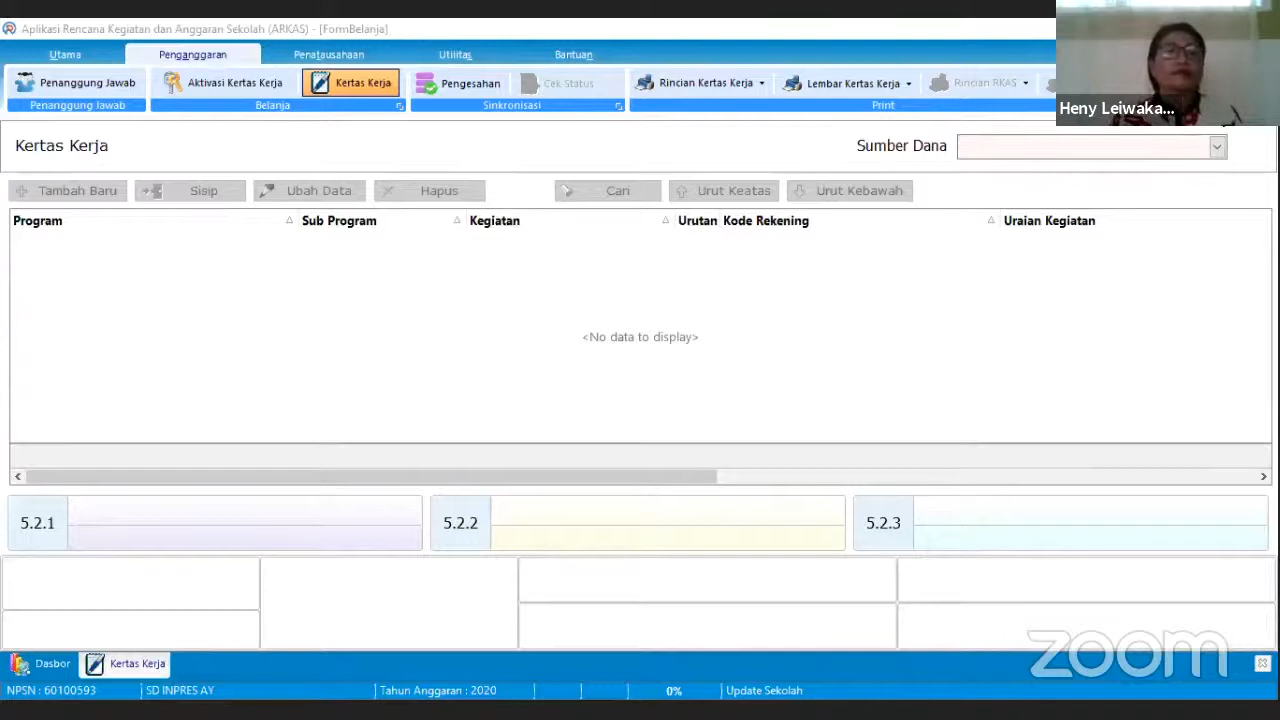 Aplikasi Rencana Kegiatan dan Anggaran Sekolah (ARKAS) - [FormBelanja]
Utama Penganggaran Penatausahaan Utilitas Bantuan
Penanggung Jawab Aktivasi Kertas Kerja Kertas Kerja Pengesahan Cek Status Rincian Kertas Kerja Lembar Kertas Kerja Rincian RKAS
Penanggung Jawab Belanja Sinkronisasi Print
Heny Leiwaka...
Kertas Kerja Sumber Dana
Tambah Baru Sisip Ubah Data Hapus Cari Urut Keatas Urut Kebawah
Program Sub Program Kegiatan Urutan Kode Rekening Uraian Kegiatan
<No data to display>
5.2.1 5.2.2 5.2.3
zoom
Dasbor Kertas Kerja
NPSN : 60100593 SD INPRES AY Tahun Anggaran : 2020 0% Update Sekolah